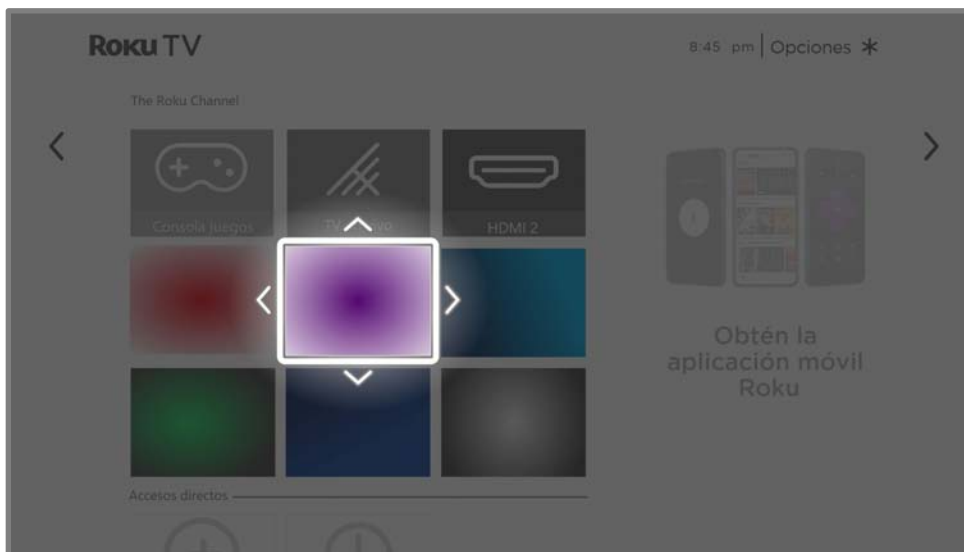 Roku TV
8:45 pm | Opciones *
The Roku Channel
Consola Juegos
HDMI 2
Obtén la
aplicación móvil
Roku
Accesos directos